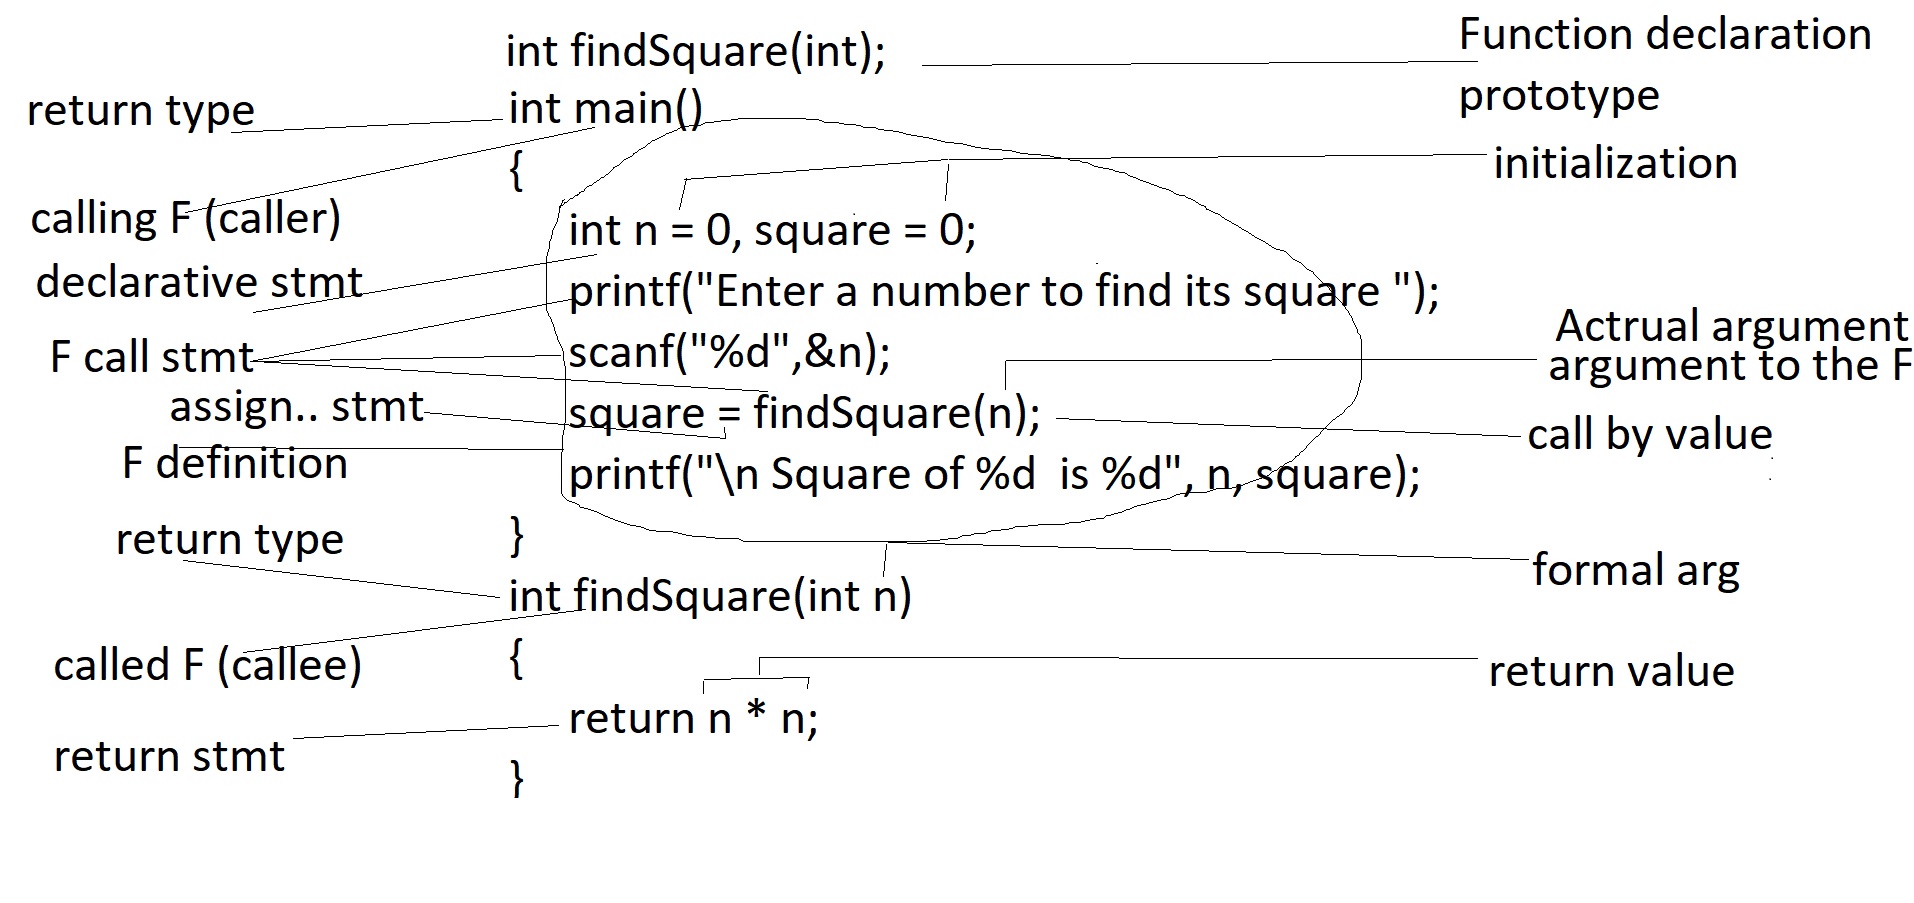 int findSquare(int);
Function declaration
prototype
return type
int main()
{
initialization
calling F (caller)
int n = 0, square = 0;
declarative stmt
printf("Enter a number to find its square ");
F call stmt
scanf("%d",&n);
Actrual argument
argument to the F
assign.. stmt
square = findSquare(n);
call by value
F definition
printf("\n Square of %d  is %d", n, square);
return type
}
formal arg
int findSquare(int n)
called F (callee)
{
return value
return n * n;
return stmt
}